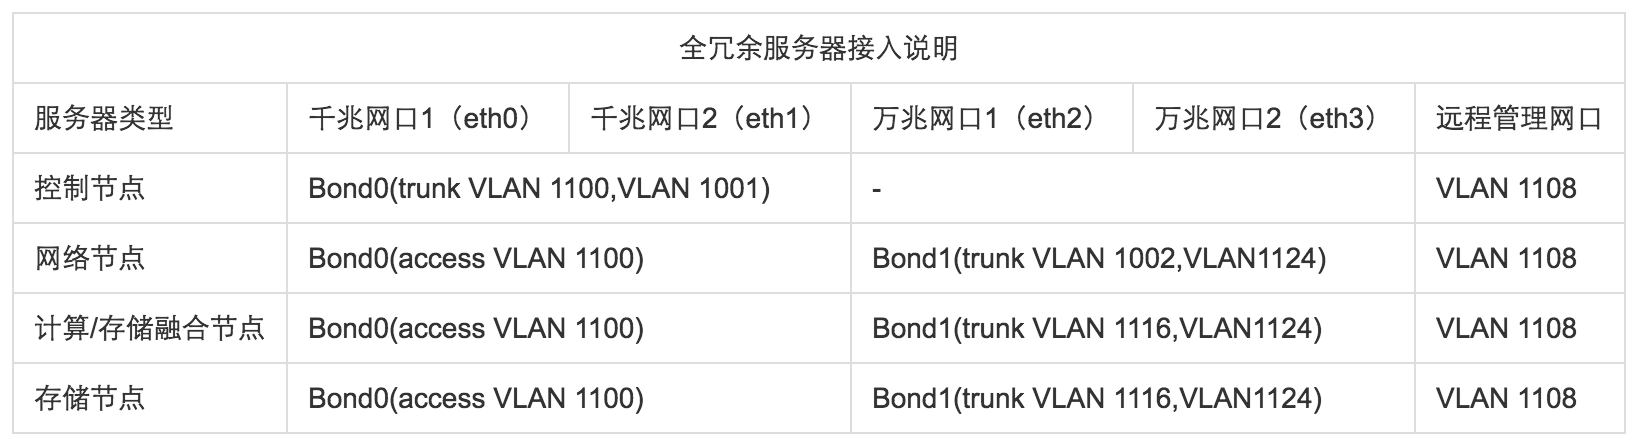 全冗余服务器接入说明
服务器类型 千兆网口1（eth0） 千兆网口2（eth1） 万兆网口1（eth2） 万兆网口2（eth3） 远程管理网口
控制节点 Bond0(trunk VLAN 1100,VLAN 1001) - VLAN 1108
网络节点 Bond0(access VLAN 1100) Bond1(trunk VLAN 1002,VLAN1124) VLAN 1108
计算/存储融合节点 Bond0(access VLAN 1100) Bond1(trunk VLAN 1116,VLAN1124) VLAN 1108
存储节点 Bond0(access VLAN 1100) Bond1(trunk VLAN 1116,VLAN1124) VLAN 1108